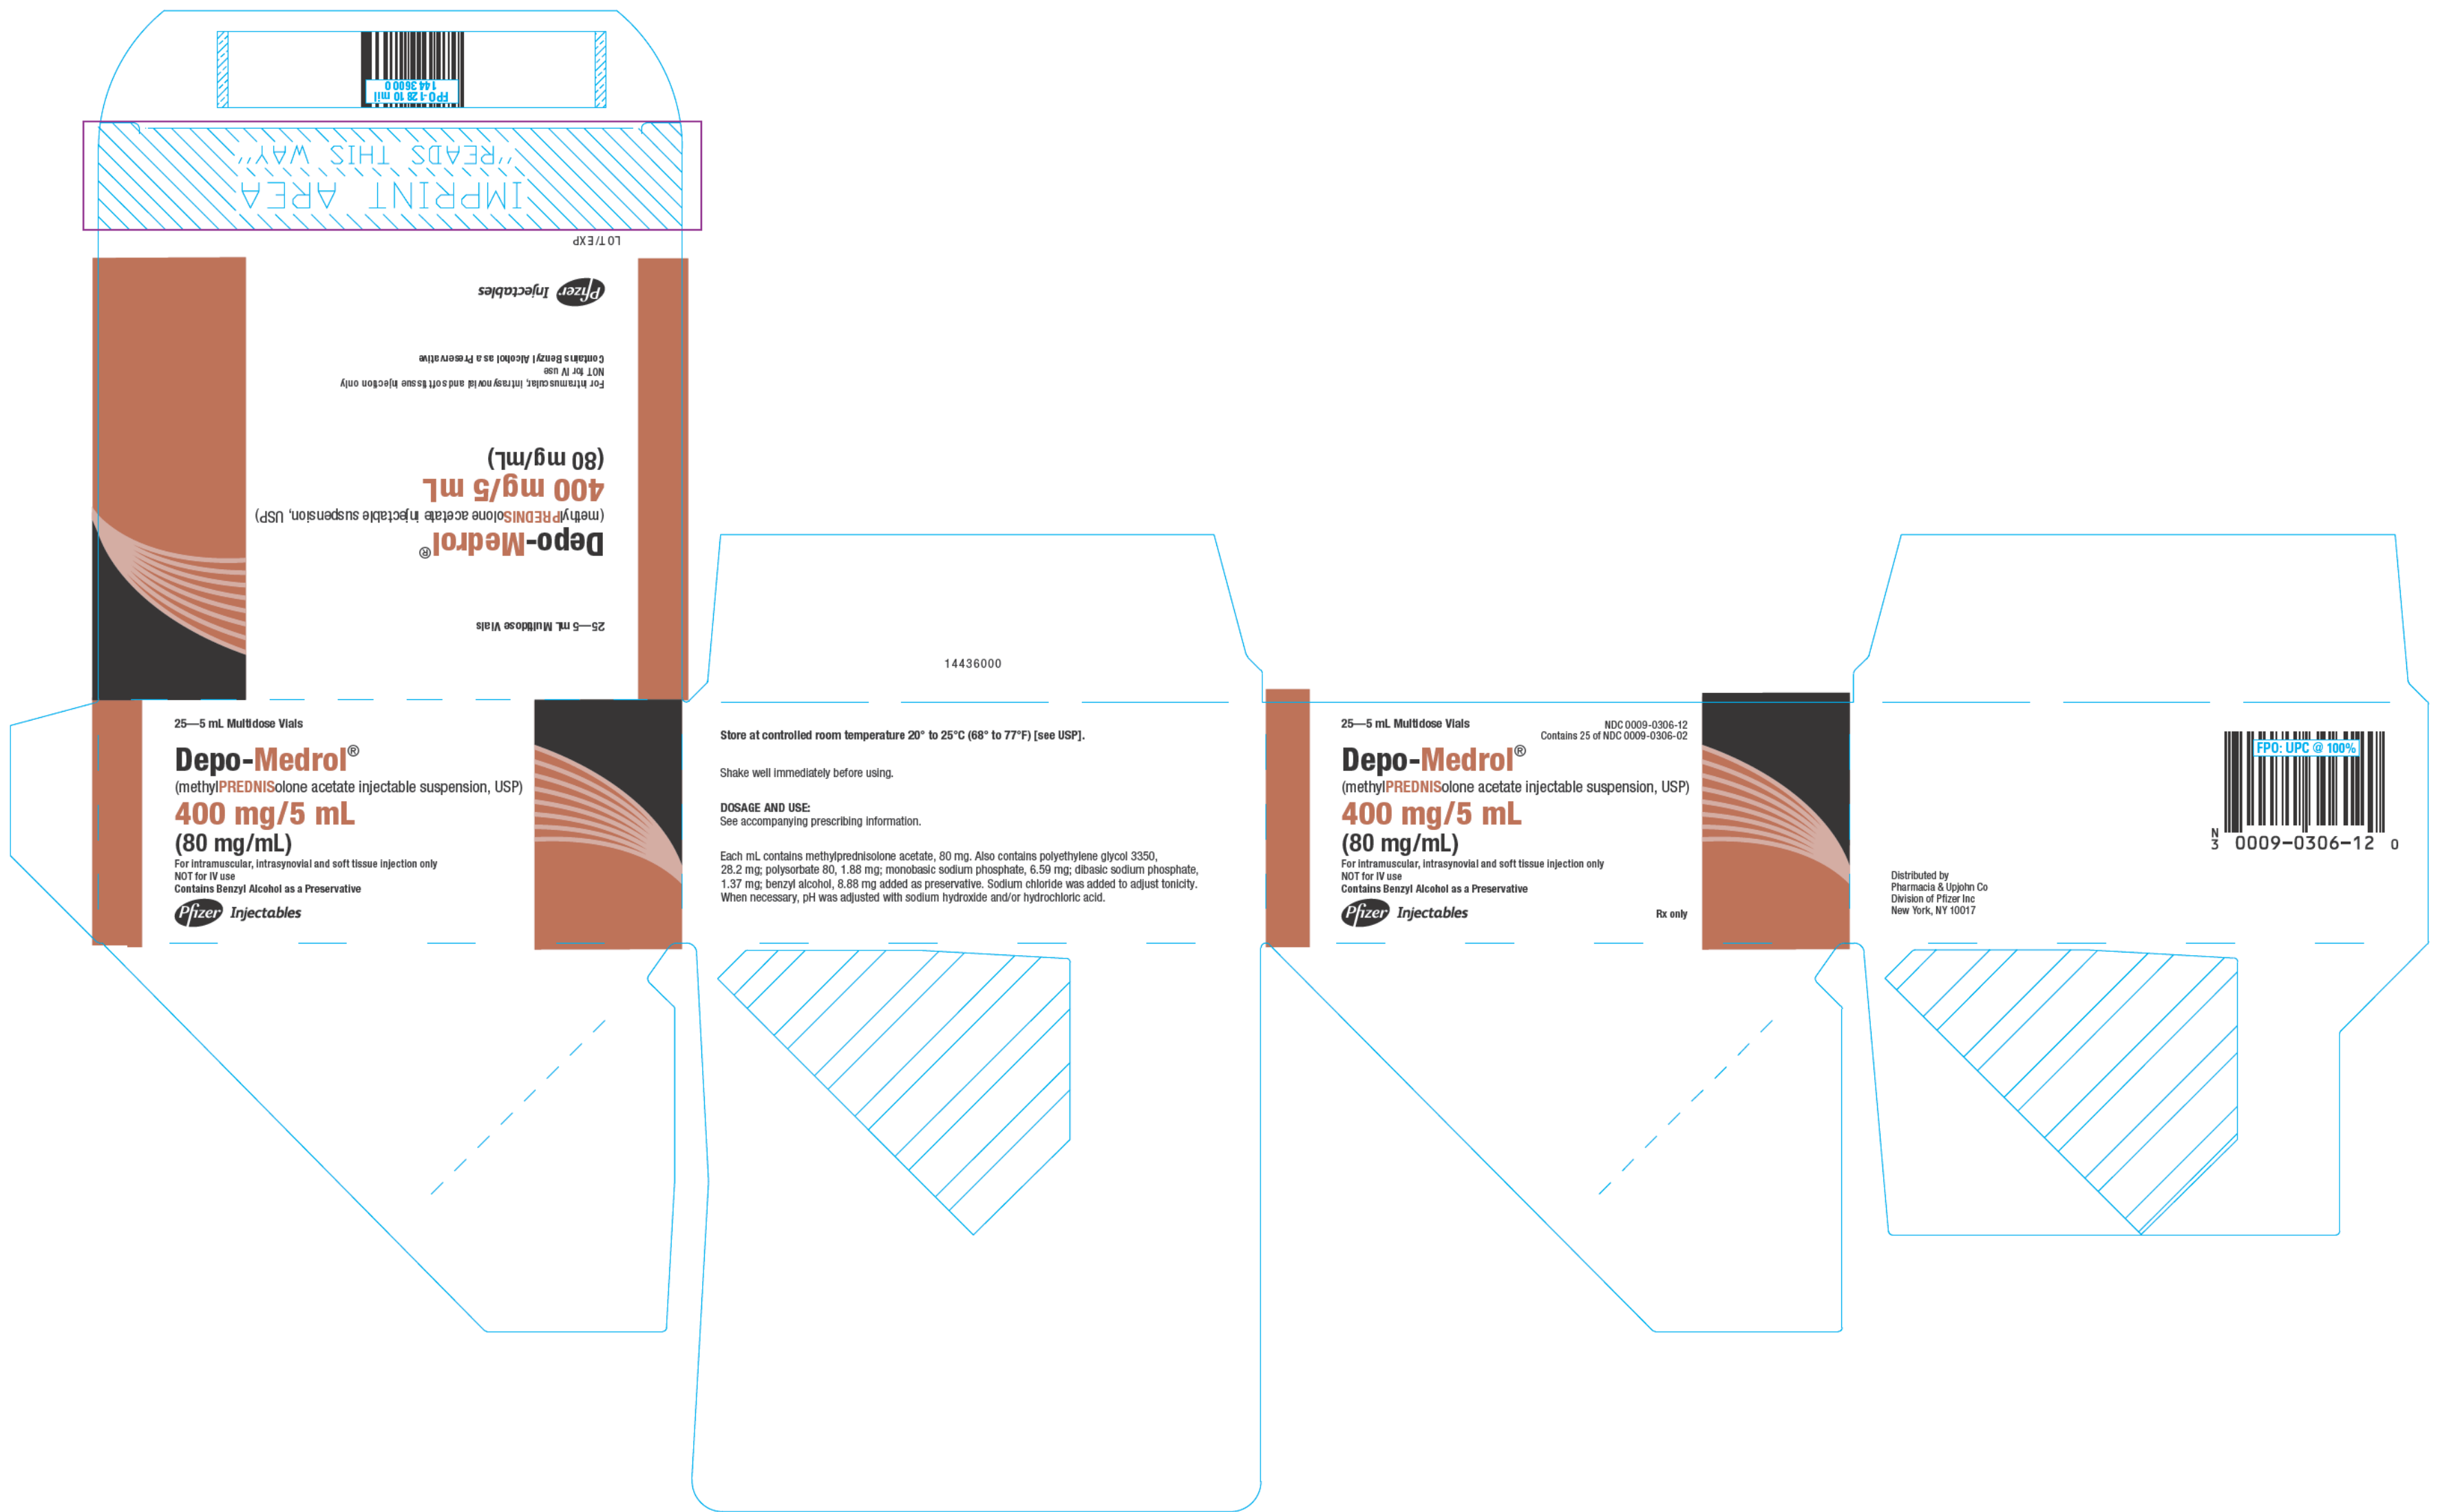 FPO-128 10 mil
14436000
IMPRINT AREA
"READS THIS WAY"
LOT/EXP
25—5 mL Multidose Vials
Depo-Medrol®
(methylPREDNISolone acetate injectable suspension, USP)
400 mg/5 mL
(80 mg/mL)
For intramuscular, intrasynovial and soft tissue injection only
NOT for IV use
Contains Benzyl Alcohol as a Preservative
Pfizer Injectables
25—5 mL Multidose Vials
Depo-Medrol®
(methylPREDNISolone acetate injectable suspension, USP)
400 mg/5 mL
(80 mg/mL)
For intramuscular, intrasynovial and soft tissue injection only
NOT for IV use
Contains Benzyl Alcohol as a Preservative
Pfizer Injectables
14436000
Store at controlled room temperature 20° to 25°C (68° to 77°F) [see USP].
Shake well immediately before using.
DOSAGE AND USE:
See accompanying prescribing information.
Each mL contains methylprednisolone acetate, 80 mg. Also contains polyethylene glycol 3350,
28.2 mg; polysorbate 80, 1.88 mg; monobasic sodium phosphate, 6.59 mg; dibasic sodium phosphate,
1.37 mg; benzyl alcohol, 8.88 mg added as preservative. Sodium chloride was added to adjust tonicity.
When necessary, pH was adjusted with sodium hydroxide and/or hydrochloric acid.
25—5 mL Multidose Vials
NDC 0009-0306-12
Contains 25 of NDC 0009-0306-02
Depo-Medrol®
(methylPREDNISolone acetate injectable suspension, USP)
400 mg/5 mL
(80 mg/mL)
For intramuscular, intrasynovial and soft tissue injection only
NOT for IV use
Contains Benzyl Alcohol as a Preservative
Pfizer Injectables
Rx only
FPO: UPC @ 100%
N
3 0009-0306-12 0
Distributed by
Pharmacia & Upjohn Co
Division of Pfizer Inc
New York, NY 10017